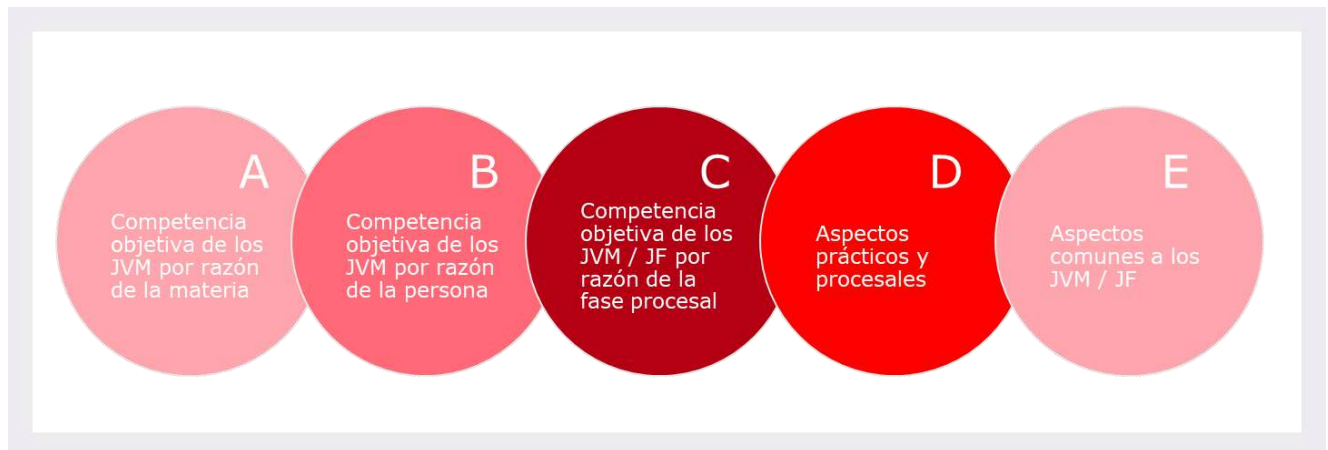 A
Competencia
objetiva de los
JVM por razón
de la materia
B
Competencia
objetiva de los
JVM por razón
de la persona
C
Competencia
objetiva de los
JVM / JF por
razón de la
fase procesal
D
Aspectos
prácticos y
procesales
E
Aspectos
comunes a los
JVM / JF